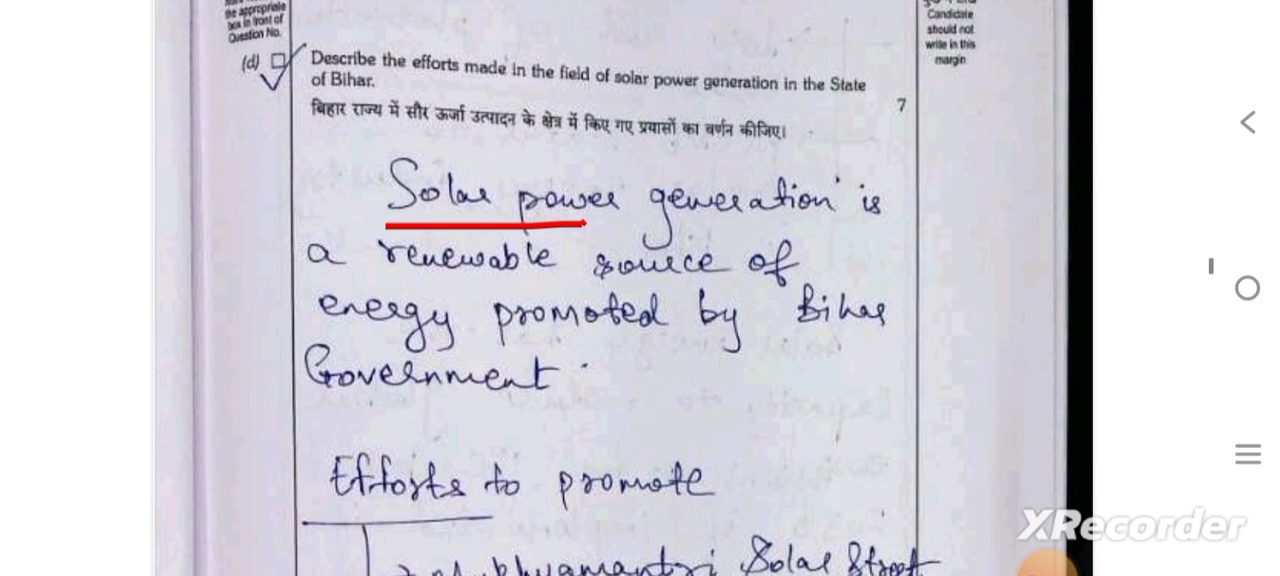 the appropriate
box in front of
Question No.
Candidate
should not
write in this
margin
(d)
Describe the efforts made in the field of solar power generation in the State
of Bihar.
7
बिहार राज्य में सौर ऊर्जा उत्पादन के क्षेत्र में किए गए प्रयासों का वर्णन कीजिए।
Solar power generation is
a renewable source of
energy promoted by Bihar
Government.
Efforts to promote
Solar Street
XRecorder